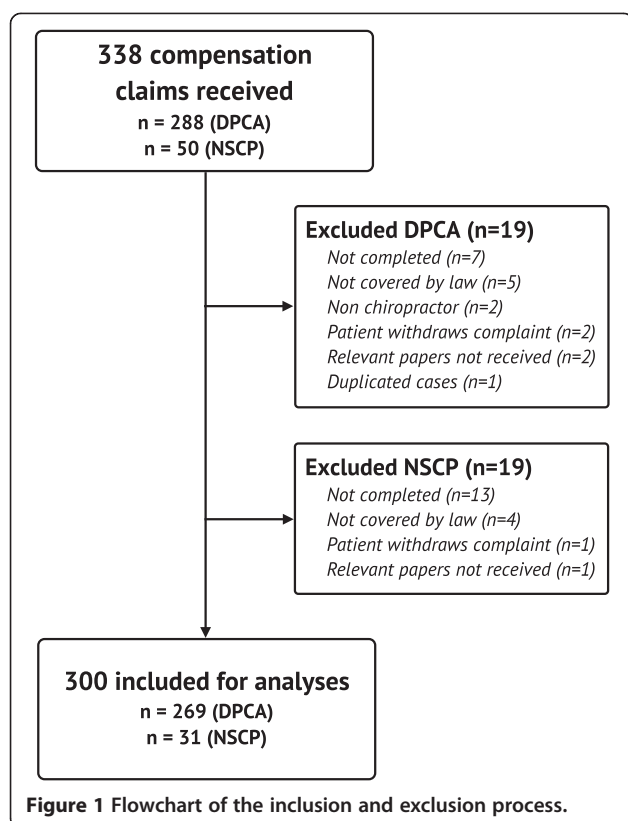 338 compensation
claims received
n = 288 (DPCA)
n = 50 (NSCP)
Excluded DPCA (n=19)
Not completed (n=7)
Not covered by law (n=5)
Non chiropractor (n=2)
Patient withdraws complaint (n=2)
Relevant papers not received (n=2)
Duplicated cases (n=1)
Excluded NSCP (n=19)
Not completed (n=13)
Not covered by law (n=4)
Patient withdraws complaint (n=1)
Relevant papers not received (n=1)
300 included for analyses
n = 269 (DPCA)
n = 31 (NSCP)
Figure 1 Flowchart of the inclusion and exclusion process.